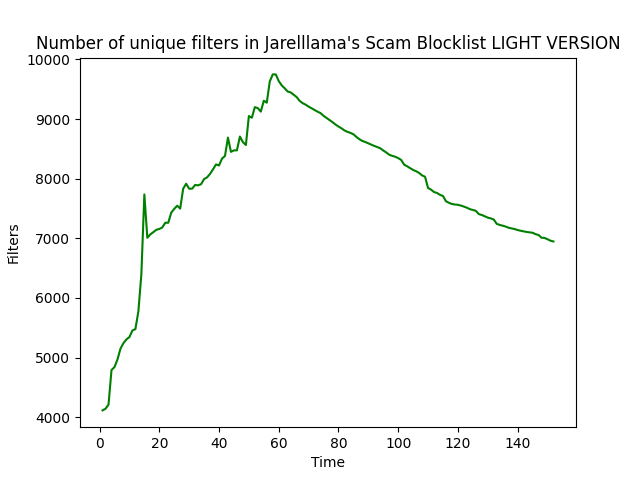 Number of unique filters in Jarelllama's Scam Blocklist LIGHT VERSION
10000
9000
8000
7000
6000
5000
4000
Filters
0 20 40 60 80 100 120 140
Time